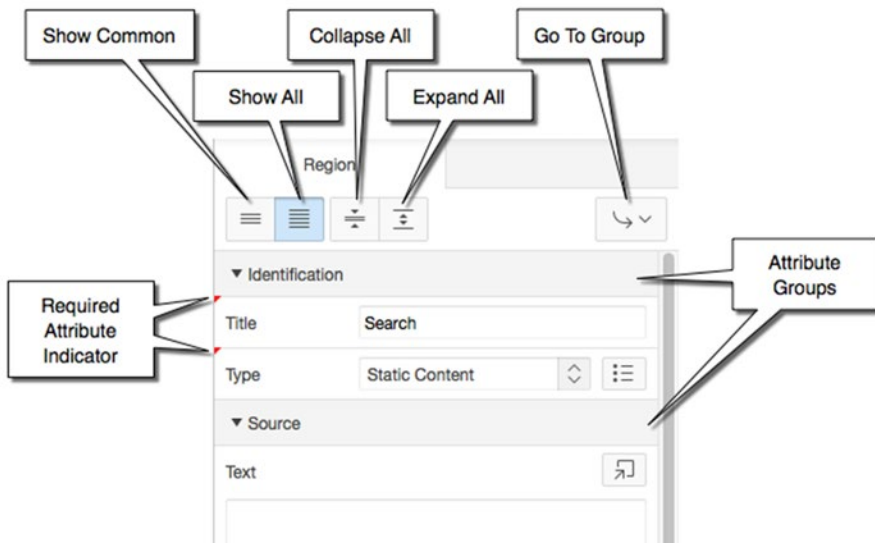 Show Common
Collapse All
Go To Group
Show All
Expand All
Region
Identification
Attribute
Groups
Required
Attribute
Indicator
Title
Search
Type
Static Content
Source
Text